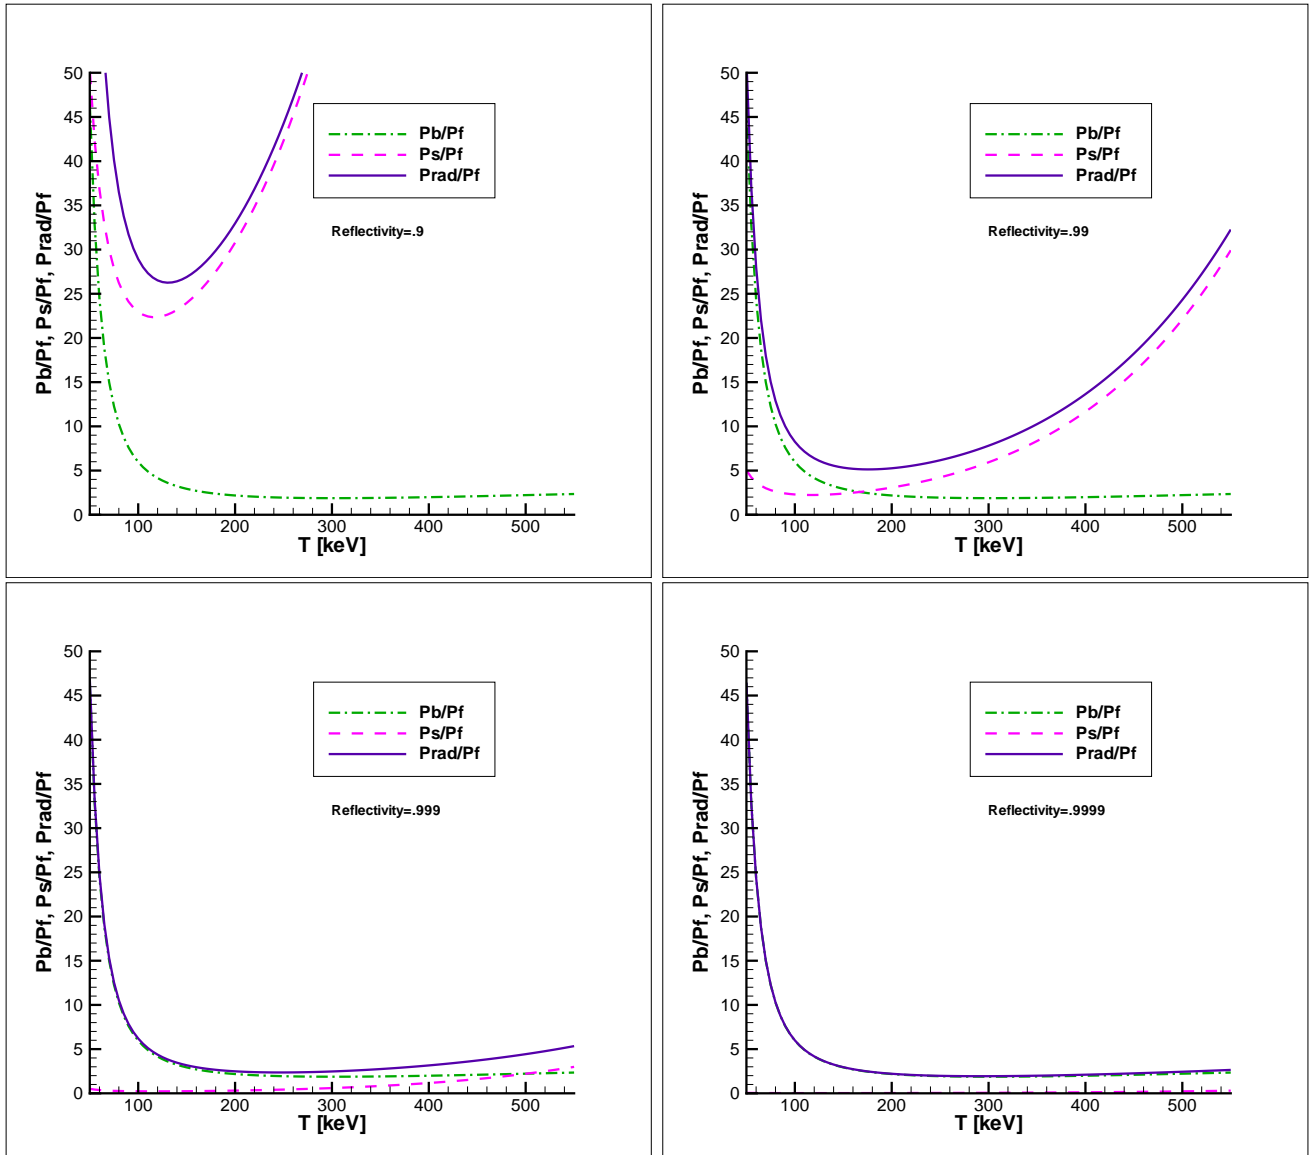 Pb/Pf, Ps/Pf, Prad/Pf
50
45
40
35
30
25
20
15
10
5
0
100
200
300
400
500
T [keV]
Pb/Pf
Ps/Pf
Prad/Pf
Reflectivity=.9
Pb/Pf, Ps/Pf, Prad/Pf
50
45
40
35
30
25
20
15
10
5
0
100
200
300
400
500
T [keV]
Pb/Pf
Ps/Pf
Prad/Pf
Reflectivity=.99
Pb/Pf, Ps/Pf, Prad/Pf
50
45
40
35
30
25
20
15
10
5
0
100
200
300
400
500
T [keV]
Pb/Pf
Ps/Pf
Prad/Pf
Reflectivity=.999
Pb/Pf, Ps/Pf, Prad/Pf
50
45
40
35
30
25
20
15
10
5
0
100
200
300
400
500
T [keV]
Pb/Pf
Ps/Pf
Prad/Pf
Reflectivity=.9999